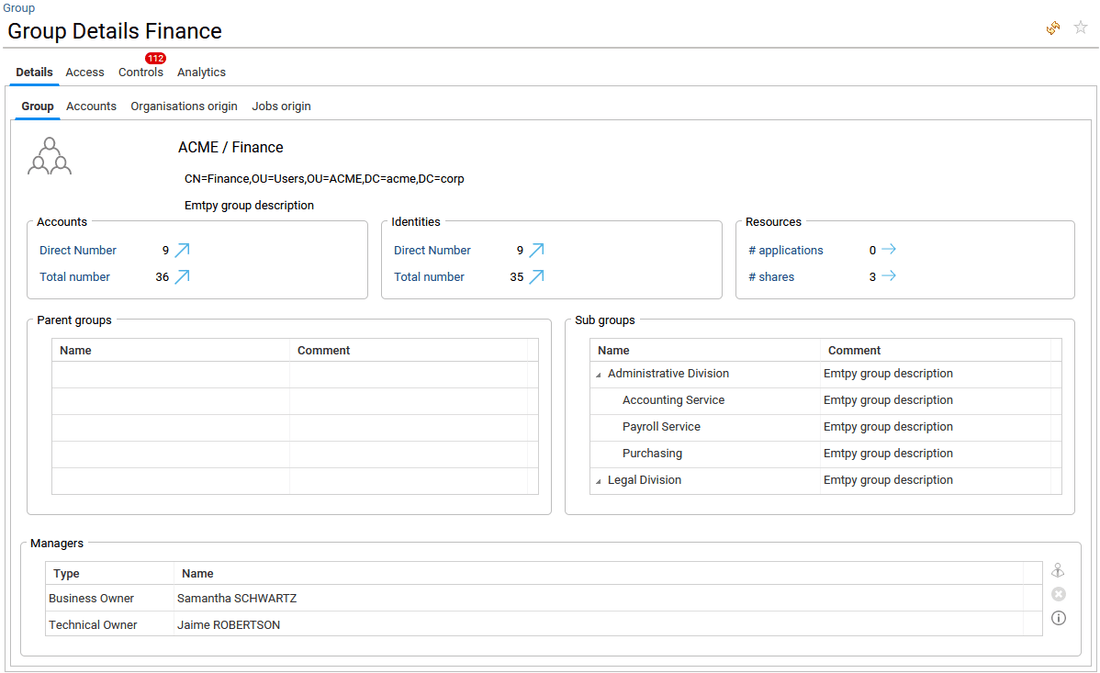 Group
Group Details Finance
112
Details Access Controls Analytics
Group Accounts Organisations origin Jobs origin
ACME / Finance
CN=Finance,OU=Users,OU=ACME,DC=acme,DC=corp
Emtpy group description
Accounts Identities Resources
Direct Number 9 Direct Number 9 # applications 0
Total number 36 Total number 35 # shares 3
Parent groups Sub groups
Name Comment Name Comment
Administrative Division Emtpy group description
Accounting Service Emtpy group description
Payroll Service Emtpy group description
Purchasing Emtpy group description
Legal Division Emtpy group description
Managers
Type Name
Business Owner Samantha SCHWARTZ
Technical Owner Jaime ROBERTSON